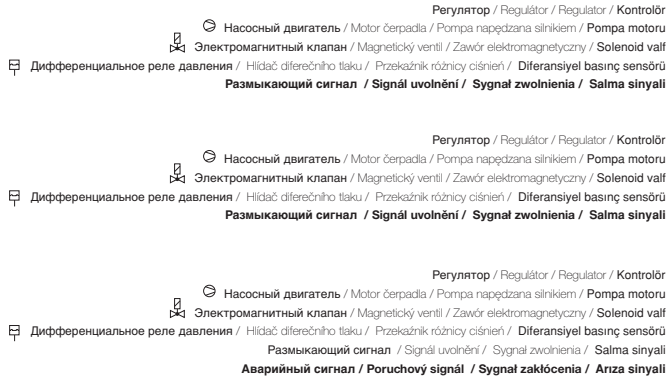 Регулятор / Regulátor / Regulator / Kontrolör
Насосный двигатель / Motor čerpadla / Pompa napędzana silnikiem / Pompa motoru
Электромагнитный клапан / Magnetický ventil / Zawór elektromagnetyczny / Solenoid valf
Дифференциальное реле давления / Hlídač diferečního tlaku / Przekaźnik różnicy ciśnień / Diferansiyel basınç sensörü
Размыкающий сигнал / Signál uvolnění / Sygnał zwolnienia / Salma sinyali
Регулятор / Regulátor / Regulator / Kontrolör
Насосный двигатель / Motor čerpadla / Pompa napędzana silnikiem / Pompa motoru
Электромагнитный клапан / Magnetický ventil / Zawór elektromagnetyczny / Solenoid valf
Дифференциальное реле давления / Hlídač diferečního tlaku / Przekaźnik różnicy ciśnień / Diferansiyel basınç sensörü
Размыкающий сигнал / Signál uvolnění / Sygnał zwolnienia / Salma sinyali
Регулятор / Regulátor / Regulator / Kontrolör
Насосный двигатель / Motor čerpadla / Pompa napędzana silnikiem / Pompa motoru
Электромагнитный клапан / Magnetický ventil / Zawór elektromagnetyczny / Solenoid valf
Дифференциальное реле давления / Hlídač diferečního tlaku / Przekaźnik różnicy ciśnień / Diferansiyel basınç sensörü
Размыкающий сигнал / Signál uvolnění / Sygnał zwolnienia / Salma sinyali
Аварийный сигнал / Poruchový signál / Sygnał zakłócenia / Arıza sinyali